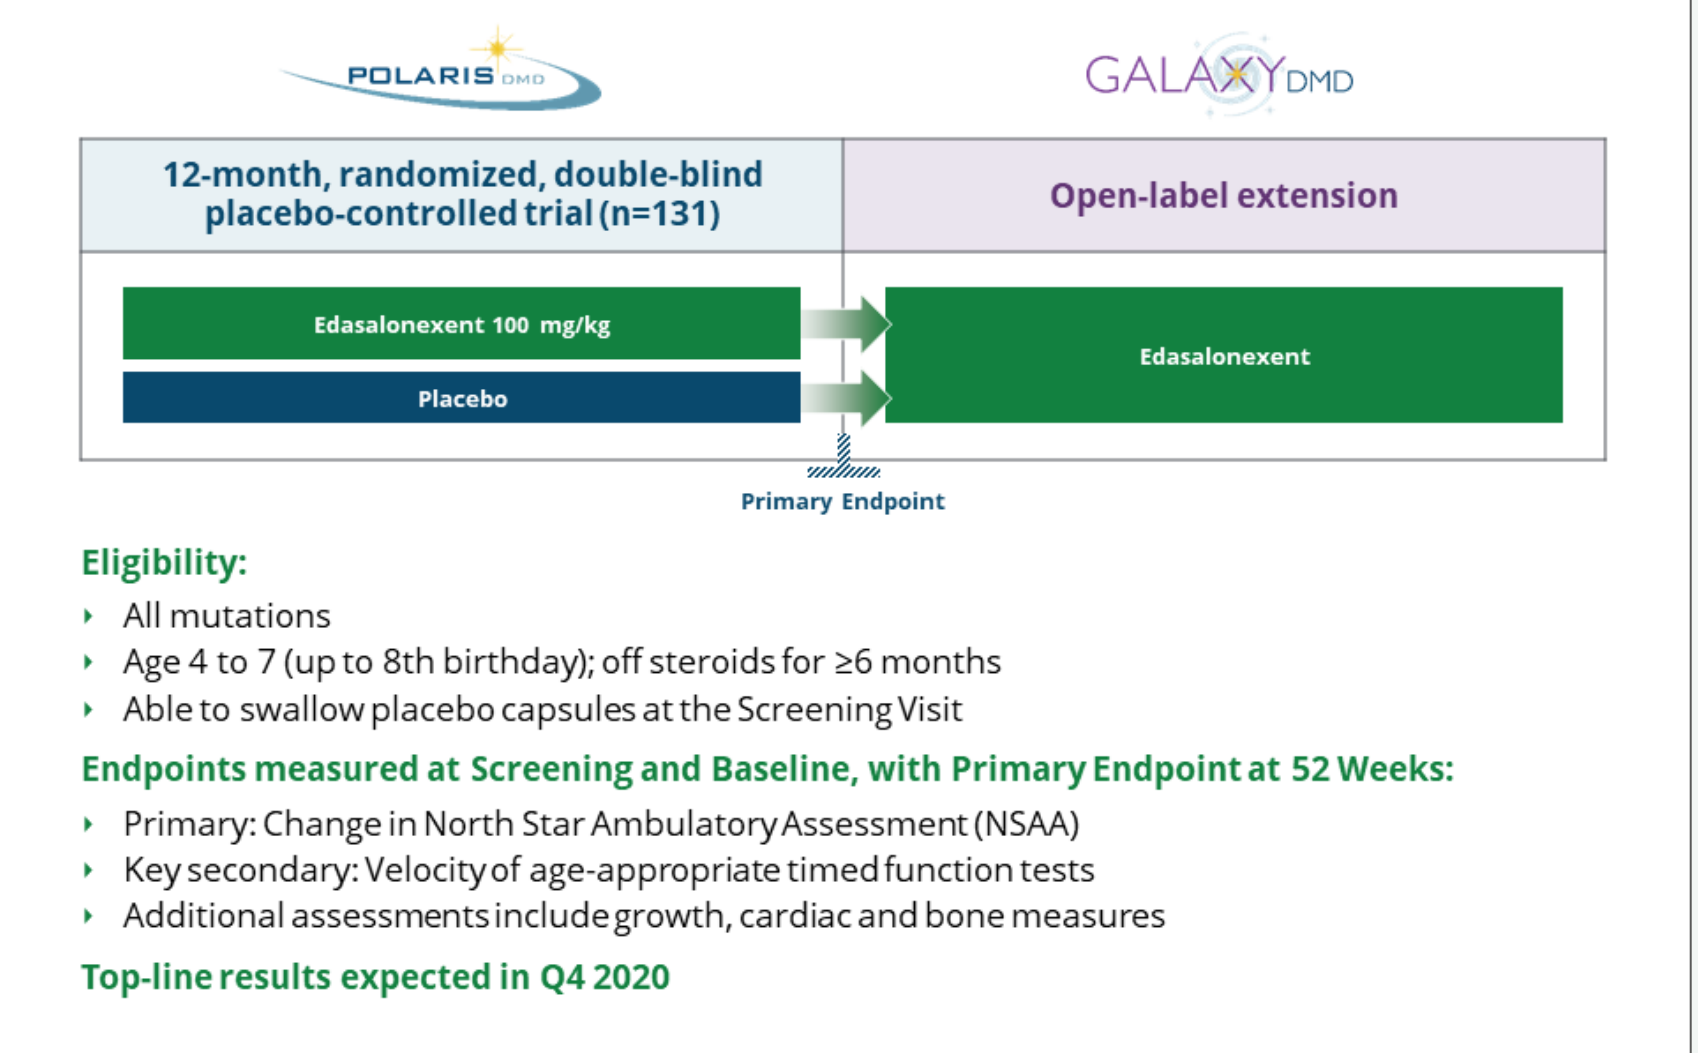 POLARIS DMD
GALAXY DMD
12-month, randomized, double-blind
placebo-controlled trial (n=131)
Open-label extension
Edasalonexent 100 mg/kg
Placebo
Edasalonexent
Primary Endpoint
Eligibility:
All mutations
Age 4 to 7 (up to 8th birthday); off steroids for ≥6 months
Able to swallow placebo capsules at the Screening Visit
Endpoints measured at Screening and Baseline, with Primary Endpoint at 52 Weeks:
Primary: Change in North Star Ambulatory Assessment (NSAA)
Key secondary: Velocity of age-appropriate timed function tests
Additional assessments include growth, cardiac and bone measures
Top-line results expected in Q4 2020